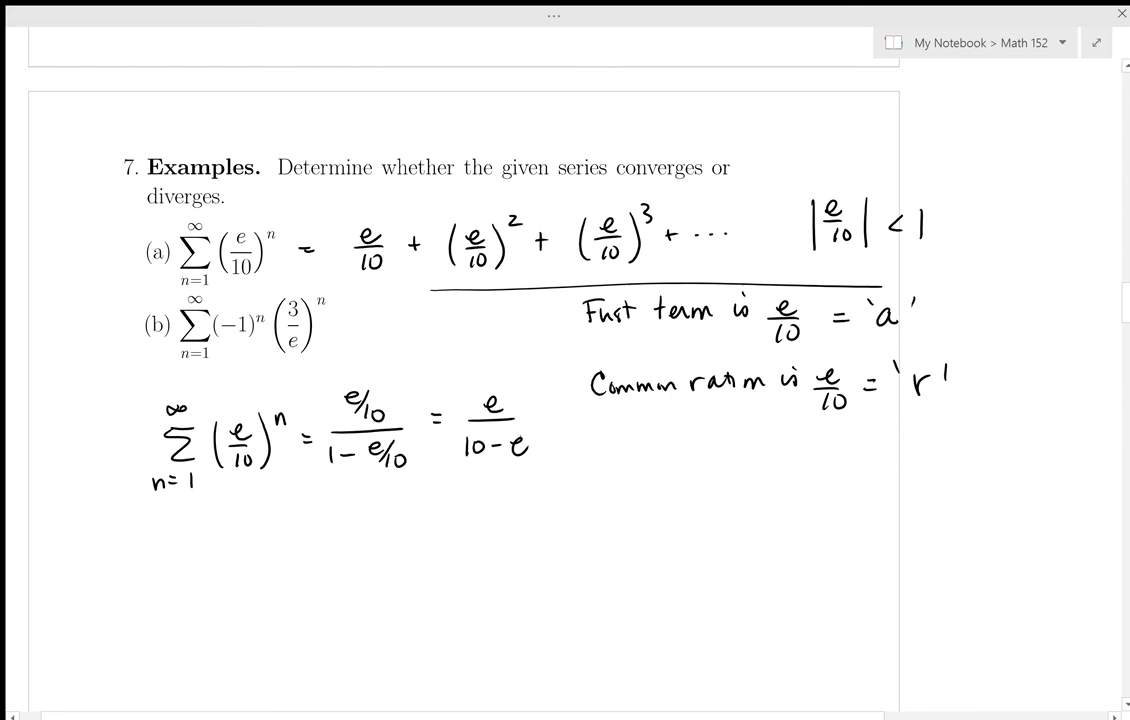 ...
My Notebook > Math 152
7. Examples. Determine whether the given series converges or
diverges.
(a) ∑_{n=1}^{∞} (e/10)^n = e/10 + (e/10)^2 + (e/10)^3 + ... |e/10| < 1
First term is e/10 = 'a'
(b) ∑_{n=1}^{∞} (−1)^n (3/e)^n
Common ratio is e/10 = 'r'
∑_{n=1}^{∞} (e/10)^n = (e/10)/(1 − e/10) = e/(10 − e)